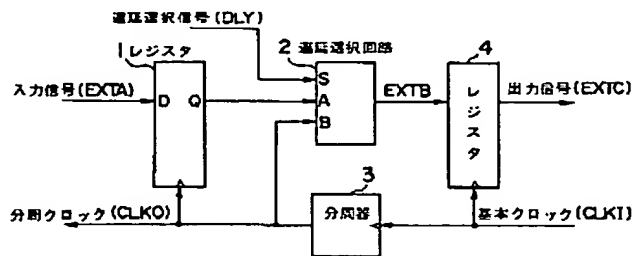 遅延選択信号(DLY)
1 レジスタ
2 遅延選択回路
4
入力信号(EXTA)
D Q
S
A
B
EXTB
レジスタ
出力信号(EXTC)
3
分周クロック(CLKO)
分周器
基本クロック(CLKI)